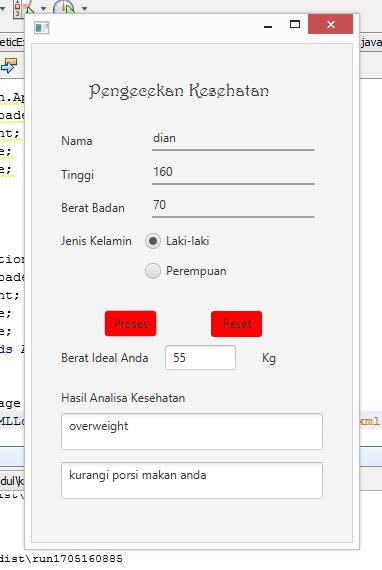 eticEx
java
Pengecekan Kesehatan
n.Ap
oade
Nama dian
nt;
e;
Tinggi 160
e;
Berat Badan 70
Jenis Kelamin Laki-laki
tion
Perempuan
oade
nt;
e;
Proses Reset
e;
ds A
Berat Ideal Anda 55 Kg
Hasil Analisa Kesehatan
age
overweight
MLLo
xml
kurangi porsi makan anda
dul\k
dist\run1705160885